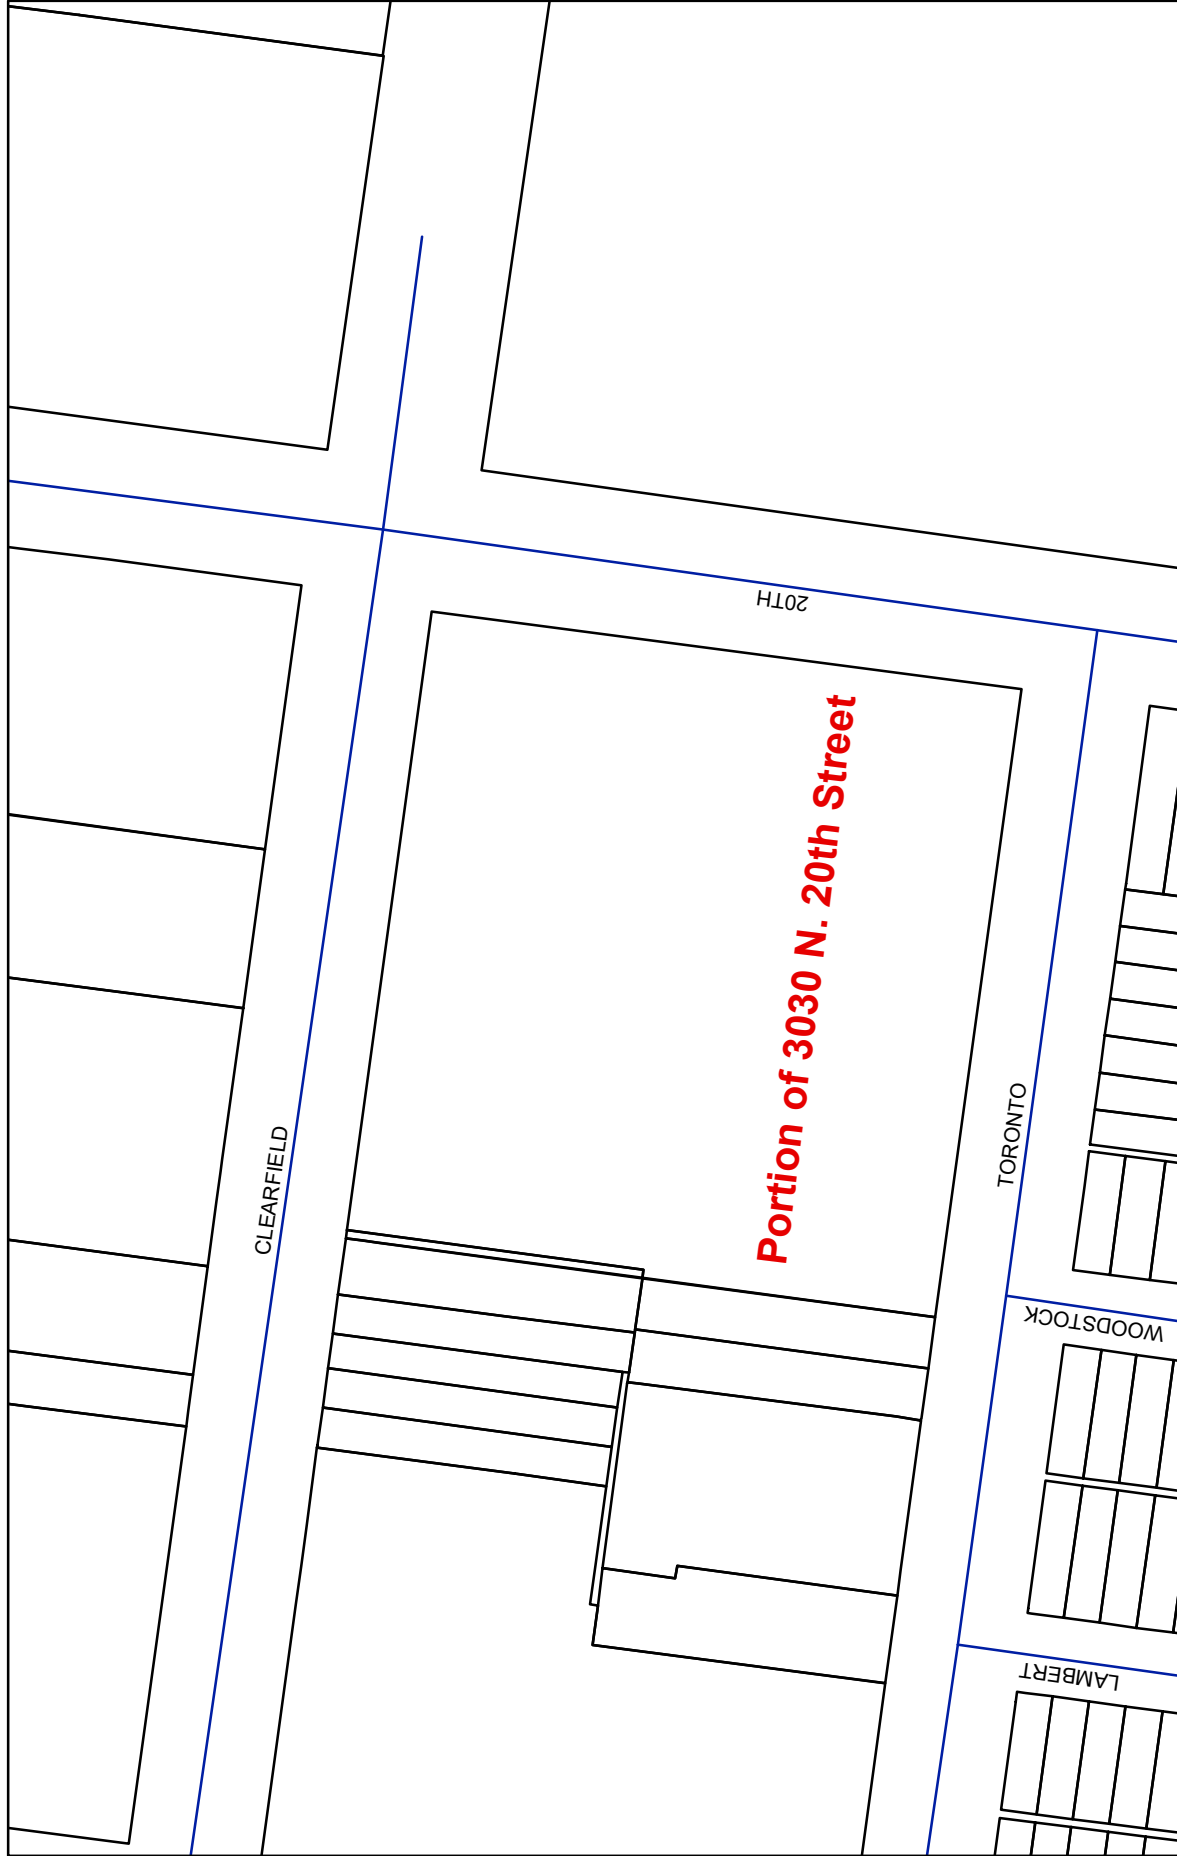 20TH
Portion of 3030 N. 20th Street
CLEARFIELD
TORONTO
WOODSTOCK
LAMBERT